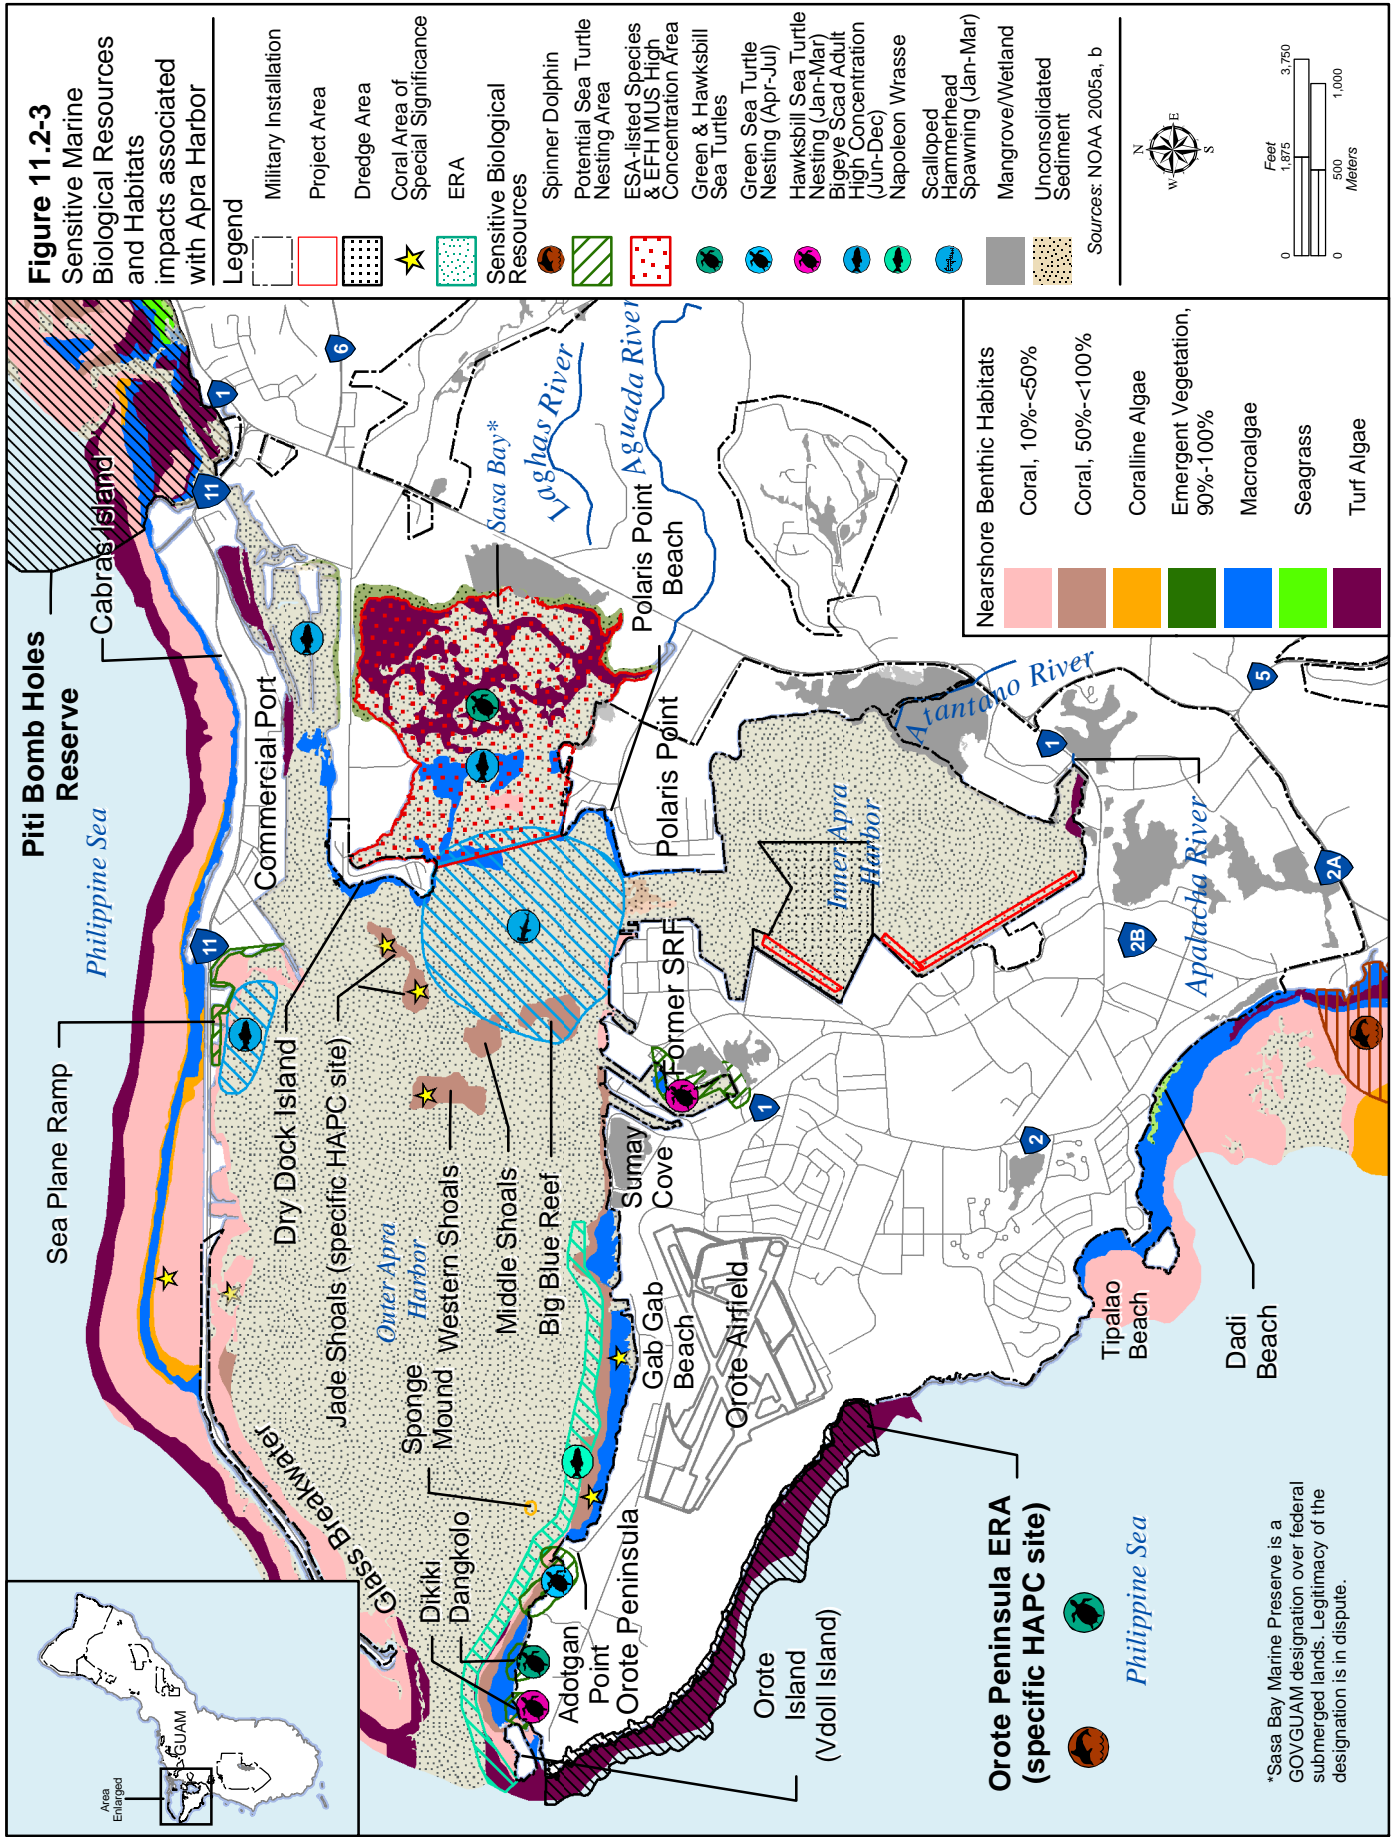 Figure 11.2-3
Sensitive Marine
Biological Resources
and Habitats
impacts associated
with Apra Harbor
Legend
Military Installation
Project Area
Dredge Area
Coral Area of
Special Significance
ERA
Sensitive Biological
Resources
Spinner Dolphin
Potential Sea Turtle
Nesting Area
ESA-listed Species
& EFH MUS High
Concentration Area
Green & Hawksbill
Sea Turtles
Green Sea Turtle
Nesting (Apr-Jul)
Hawksbill Sea Turtle
Nesting (Jan-Mar)
Bigeye Scad Adult
High Concentration
(Jun-Dec)
Napoleon Wrasse
Scalloped
Hammerhead
Spawning (Jan-Mar)
Mangrove/Wetland
Unconsolidated
Sediment
Sources: NOAA 2005a, b
N
W
E
S
Feet
0
1,875
3,750
0
500
1,000
Meters
Nearshore Benthic Habitats
Coral, 10%-<50%
Coral, 50%-<100%
Coralline Algae
Emergent Vegetation,
90%-100%
Macroalgae
Seagrass
Turf Algae
Piti Bomb Holes
Reserve
Cabras Island
Philippine Sea
Sea Plane Ramp
Commercial Port
11
11
1
6
Sasa Bay*
Laghas River
Aguada River
Polaris Point
Beach
Polaris Point
Dry Dock Island
Jade Shoals (specific HAPC site)
Outer Apra
Harbor
Western Shoals
Middle Shoals
Big Blue Reef
Sponge
Mound
Glass Breakwater
Dikiki
Dangkolo
Adotgan
Point
Orote Peninsula
Orote
Island
(Vdoll Island)
Gab Gab
Beach
Orote Airfield
Sumay
Cove
Former SRF
Inner Apra
Harbor
Atantano River
Apalacha River
1
1
2
2B
2A
5
Tipalao
Beach
Dadi
Beach
Orote Peninsula ERA
(specific HAPC site)
Philippine Sea
*Sasa Bay Marine Preserve is a
GOVGUAM designation over federal
submerged lands. Legitimacy of the
designation is in dispute.
Area
Enlarged
GUAM